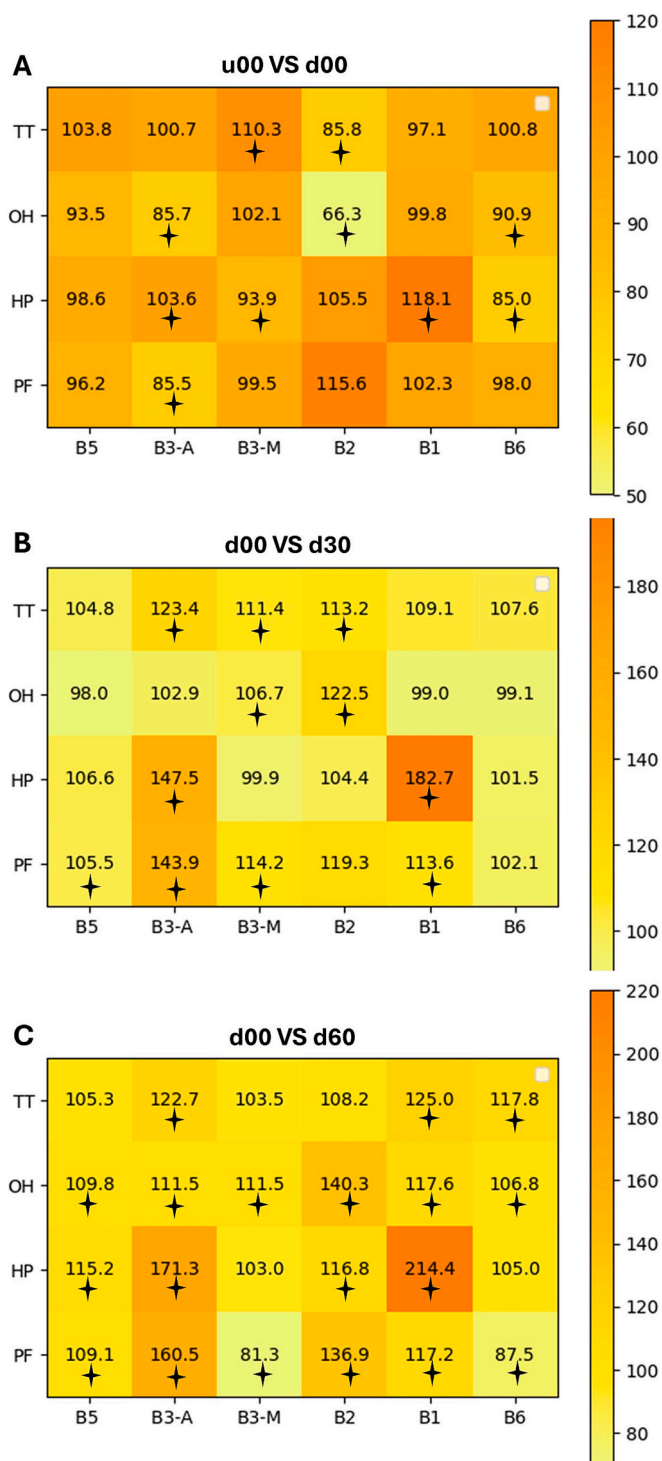 A
u00 VS d00
TT 103.8 100.7 110.3 85.8 97.1 100.8
OH 93.5 85.7 102.1 66.3 99.8 90.9
HP 98.6 103.6 93.9 105.5 118.1 85.0
PF 96.2 85.5 99.5 115.6 102.3 98.0
B5 B3-A B3-M B2 B1 B6
120
110
100
90
80
70
60
50
B
d00 VS d30
TT 104.8 123.4 111.4 113.2 109.1 107.6
OH 98.0 102.9 106.7 122.5 99.0 99.1
HP 106.6 147.5 99.9 104.4 182.7 101.5
PF 105.5 143.9 114.2 119.3 113.6 102.1
B5 B3-A B3-M B2 B1 B6
180
160
140
120
100
C
d00 VS d60
TT 105.3 122.7 103.5 108.2 125.0 117.8
OH 109.8 111.5 111.5 140.3 117.6 106.8
HP 115.2 171.3 103.0 116.8 214.4 105.0
PF 109.1 160.5 81.3 136.9 117.2 87.5
B5 B3-A B3-M B2 B1 B6
220
200
180
160
140
120
100
80